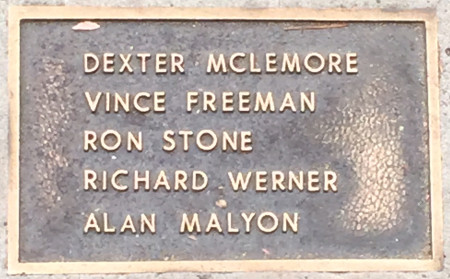 DEXTER MCLEMORE
VINCE FREEMAN
RON STONE
RICHARD WERNER
ALAN MALYON